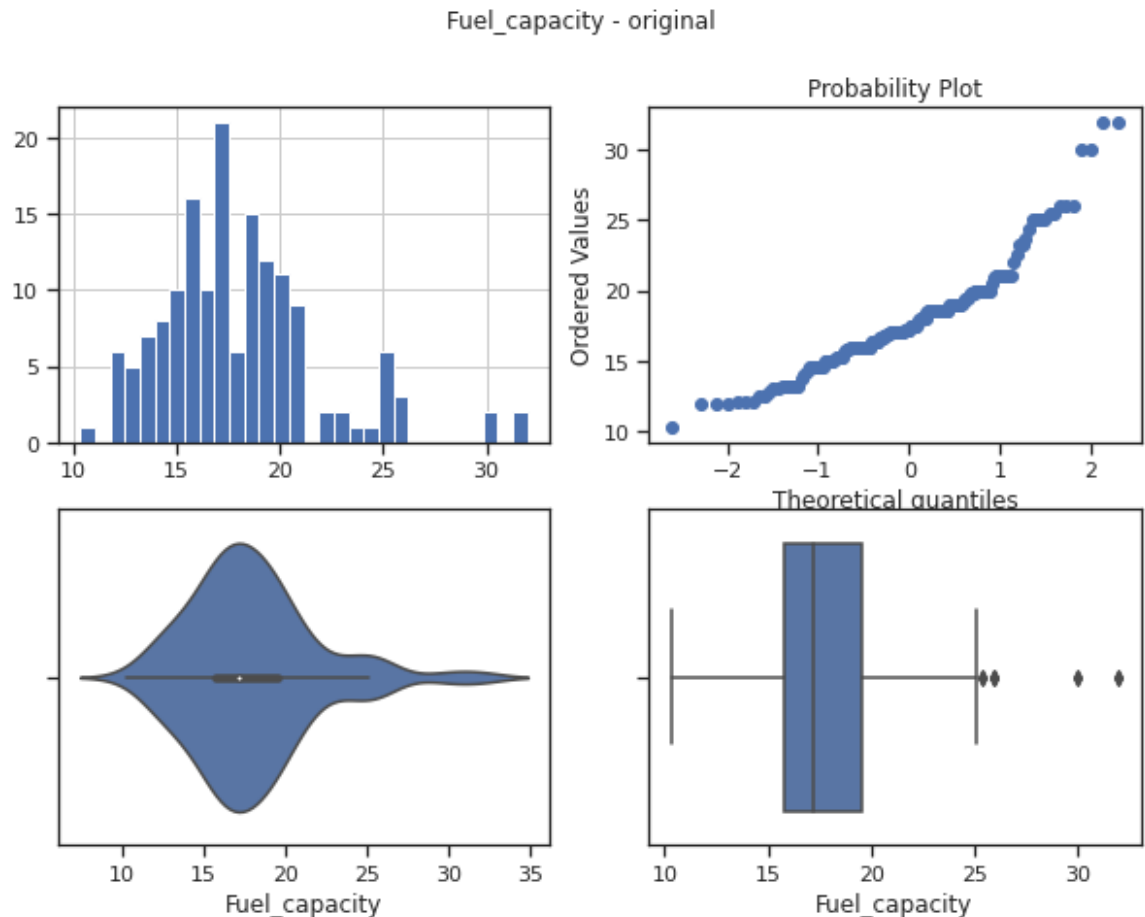 Fuel_capacity - original
Probability Plot
20
15
10
5
0
10 15 20 25 30
Ordered Values
30
25
20
15
10
−2 −1 0 1 2
Theoretical quantiles
10 15 20 25 30 35
Fuel_capacity
10 15 20 25 30
Fuel_capacity